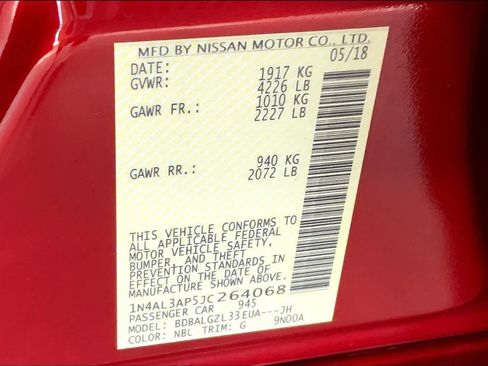 MFD BY NISSAN MOTOR CO., LTD.
DATE: 05/18
GVWR: 1917 KG
4226 LB
GAWR FR.: 1010 KG
2227 LB
GAWR RR.: 940 KG
2072 LB
THIS VEHICLE CONFORMS TO
ALL APPLICABLE FEDERAL
MOTOR VEHICLE SAFETY,
BUMPER, AND THEFT
PREVENTION STANDARDS IN
EFFECT ON THE DATE OF
MANUFACTURE SHOWN ABOVE.
1N4AL3AP5JC264068
PASSENGER CAR 945
MODEL: BDBALGZL33EUA---JH
COLOR: NBL TRIM: G 9N00A